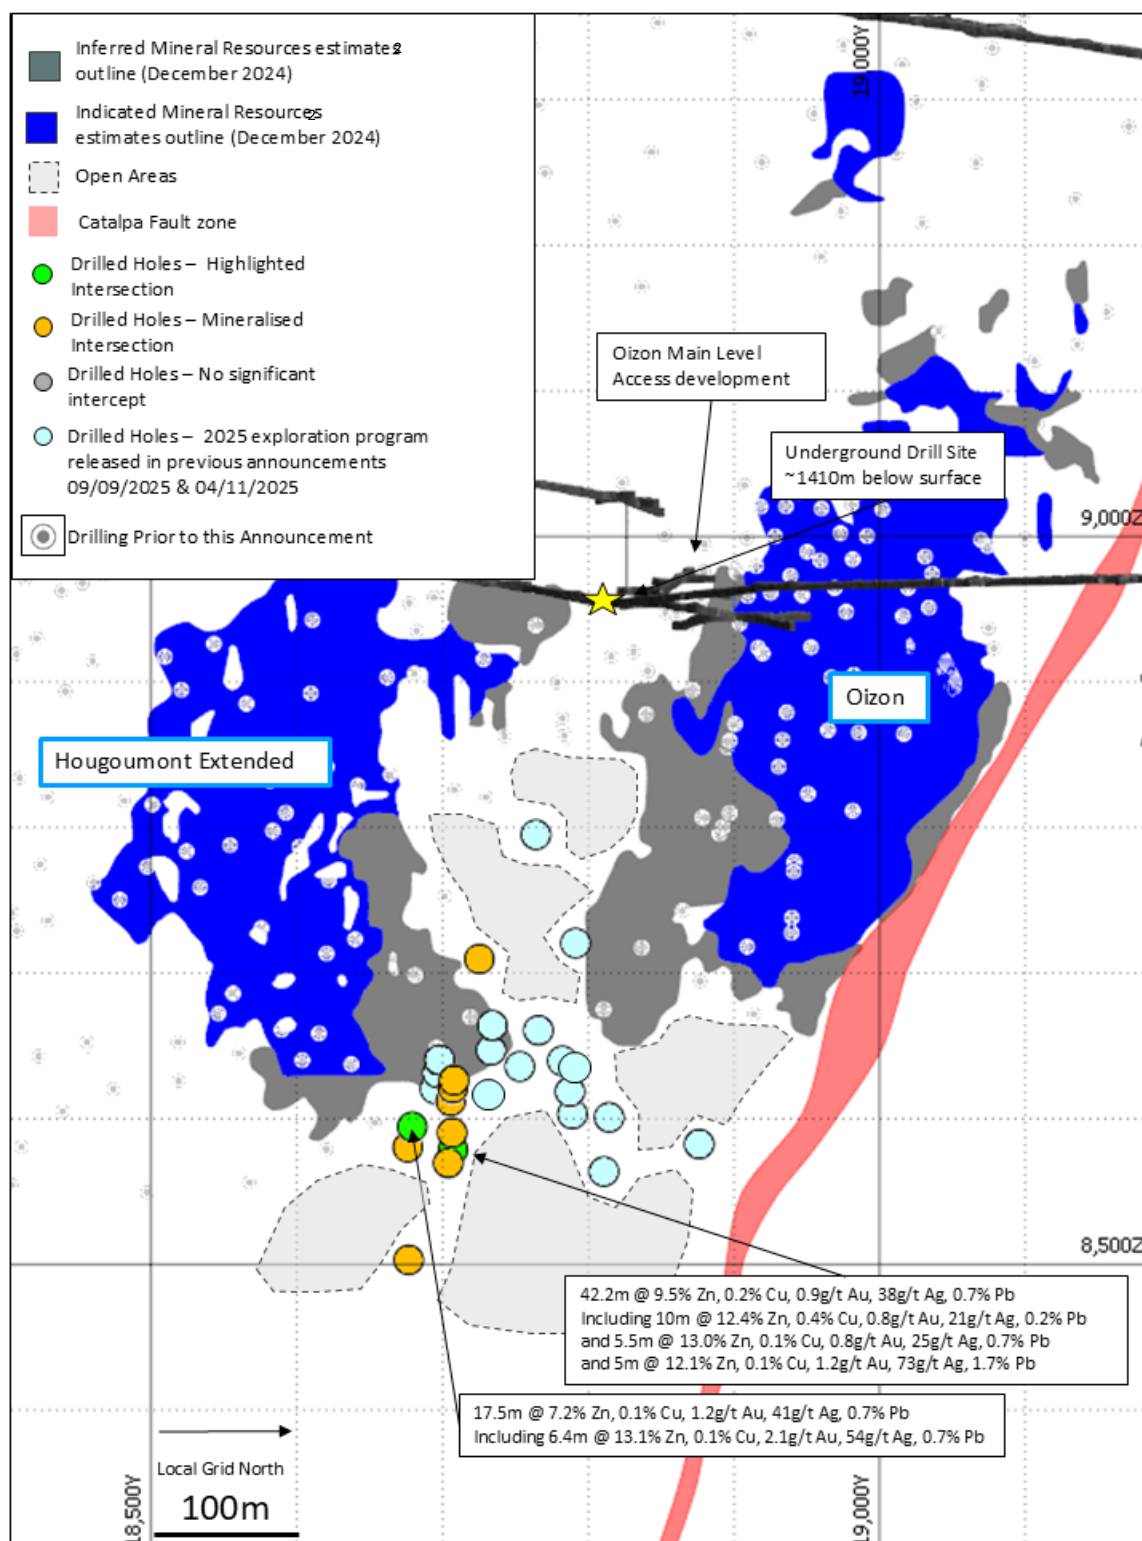 Inferred Mineral Resources estimates2
outline (December 2024)
Indicated Mineral Resources2
estimates outline (December 2024)
Open Areas
Catalpa Fault zone
Drilled Holes – Highlighted
Intersection
Drilled Holes – Mineralised
Intersection
Drilled Holes – No significant
intercept
Drilled Holes – 2025 exploration program
released in previous announcements
09/09/2025 & 04/11/2025
Drilling Prior to this Announcement
19,000Y
Oizon Main Level
Access development
Underground Drill Site
~1410m below surface
9,000Z
Oizon
Hougoumont Extended
8,500Z
42.2m @ 9.5% Zn, 0.2% Cu, 0.9g/t Au, 38g/t Ag, 0.7% Pb
Including 10m @ 12.4% Zn, 0.4% Cu, 0.8g/t Au, 21g/t Ag, 0.2% Pb
and 5.5m @ 13.0% Zn, 0.1% Cu, 0.8g/t Au, 25g/t Ag, 0.7% Pb
and 5m @ 12.1% Zn, 0.1% Cu, 1.2g/t Au, 73g/t Ag, 1.7% Pb
17.5m @ 7.2% Zn, 0.1% Cu, 1.2g/t Au, 41g/t Ag, 0.7% Pb
Including 6.4m @ 13.1% Zn, 0.1% Cu, 2.1g/t Au, 54g/t Ag, 0.7% Pb
Local Grid North
100m
18,500Y
19,000Y